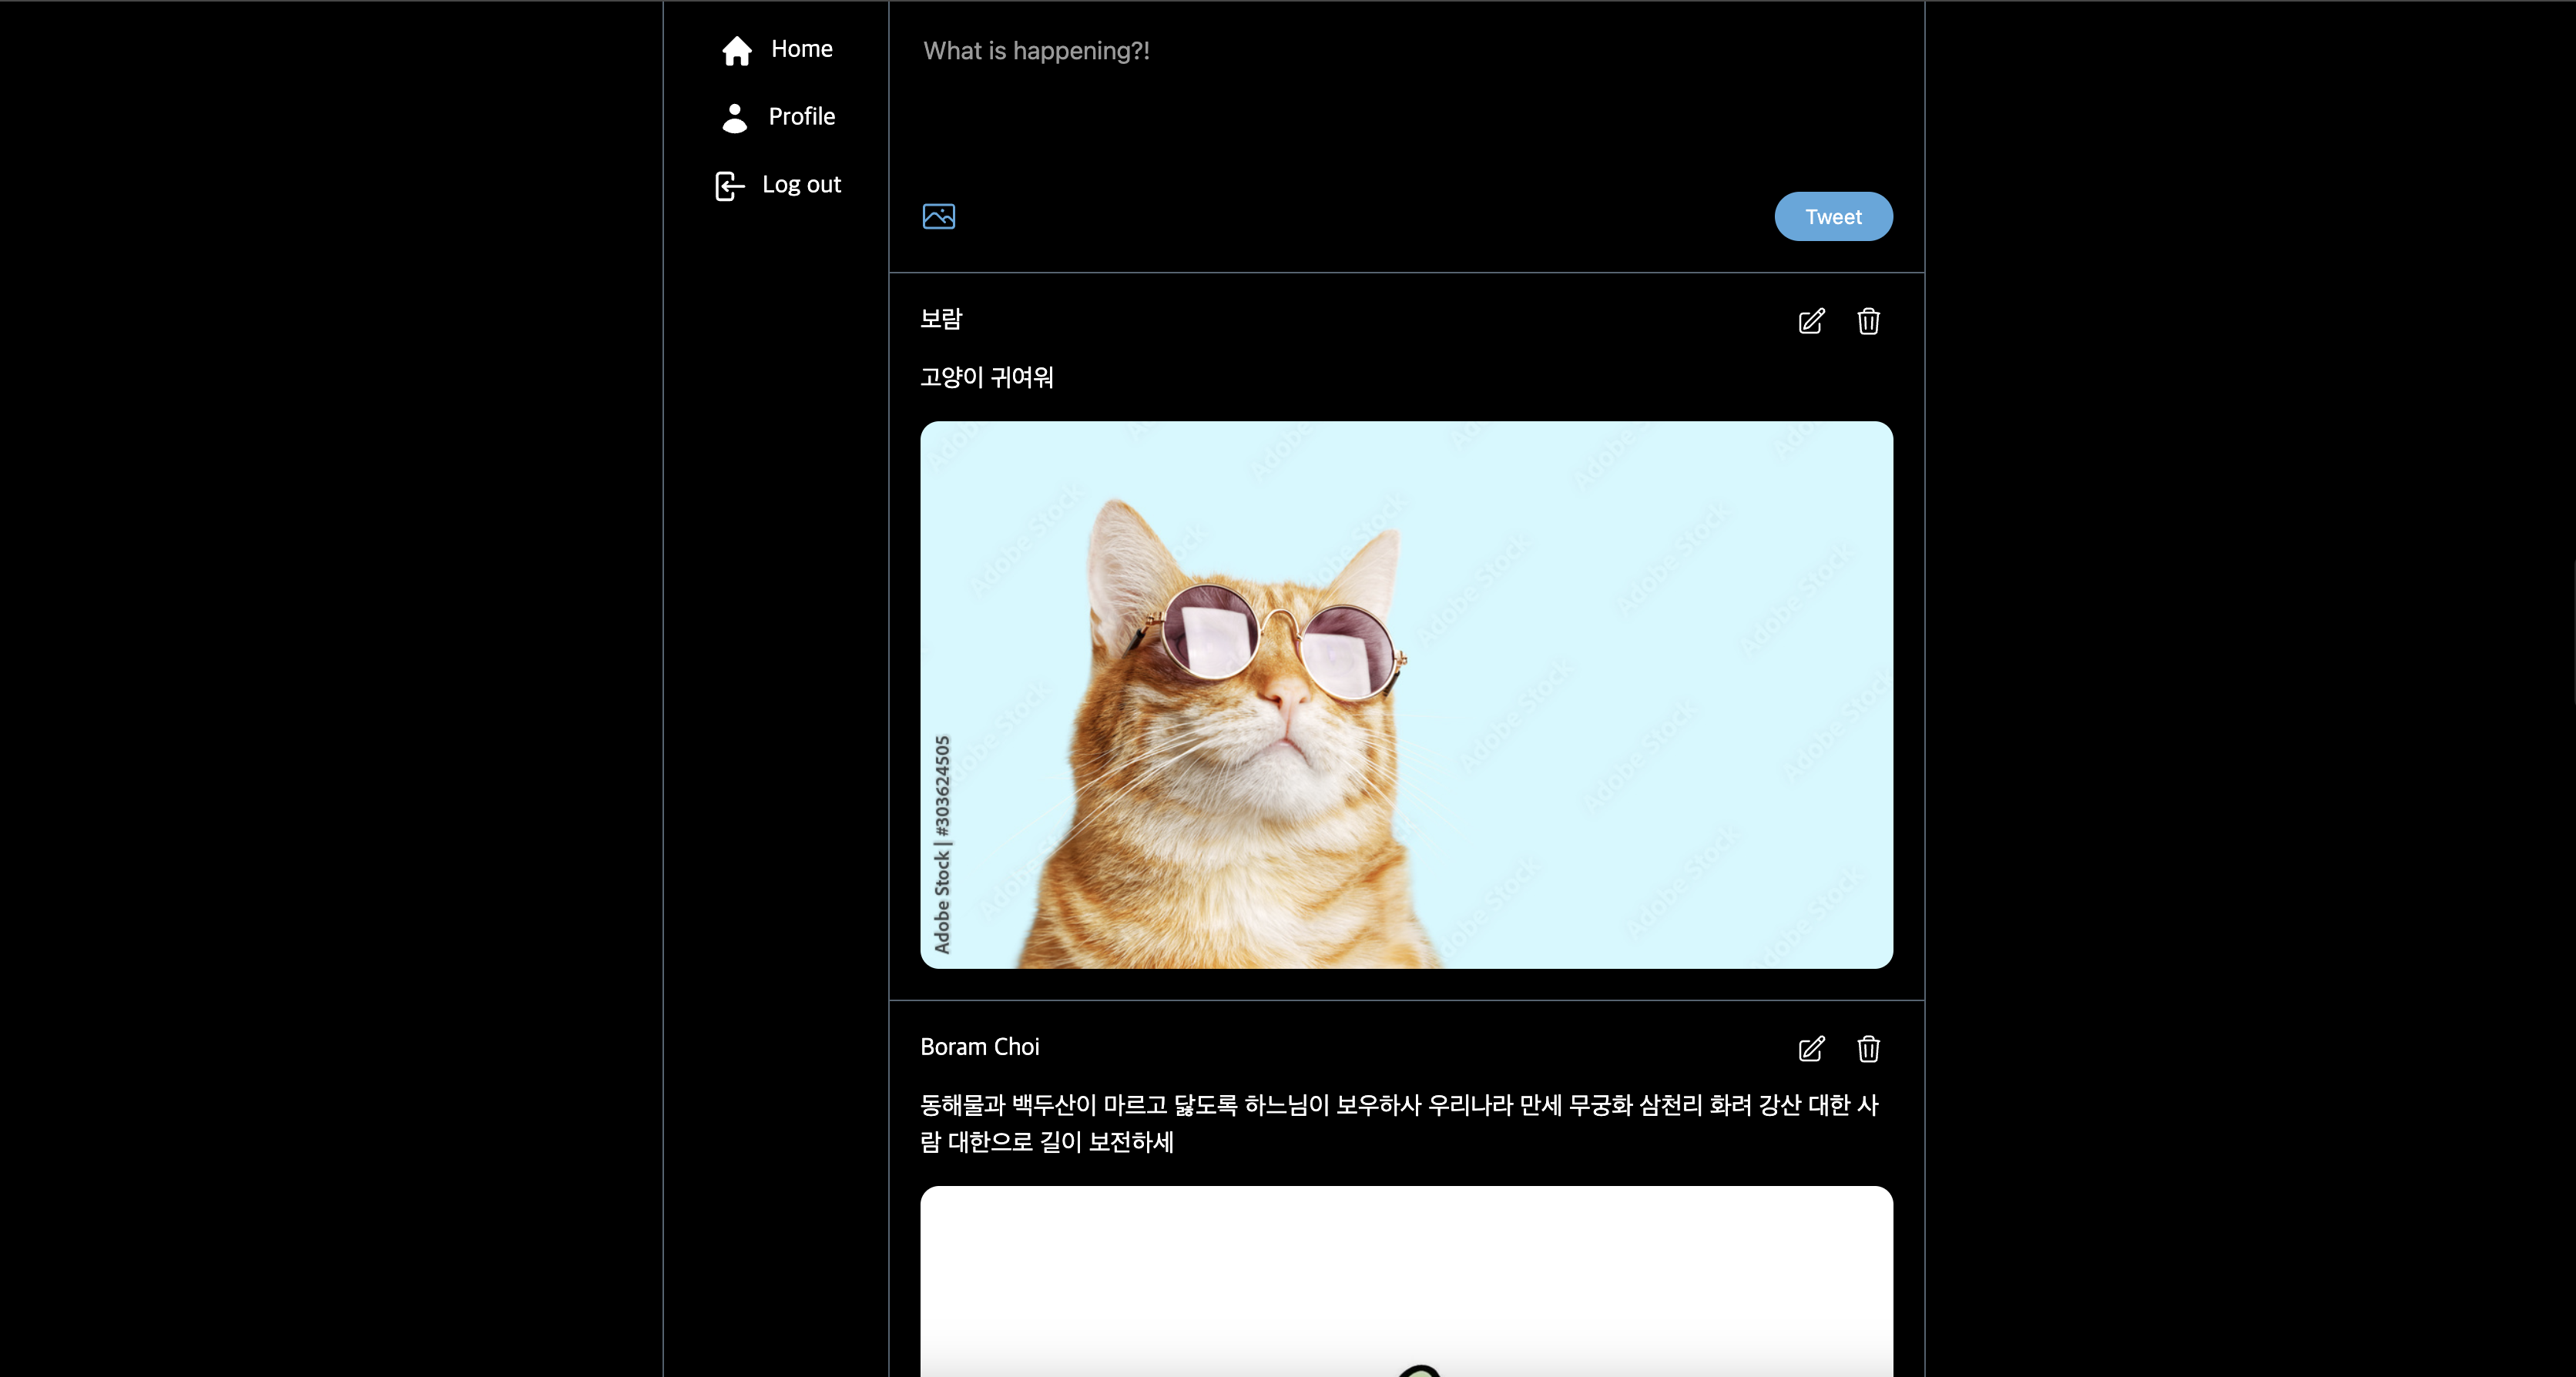 Home
Profile
Log out
What is happening?!
Tweet
보람
고양이 귀여워
Adobe Stock | #303624505
Boram Choi
동해물과 백두산이 마르고 닳도록 하느님이 보우하사 우리나라 만세 무궁화 삼천리 화려 강산 대한 사
람 대한으로 길이 보전하세